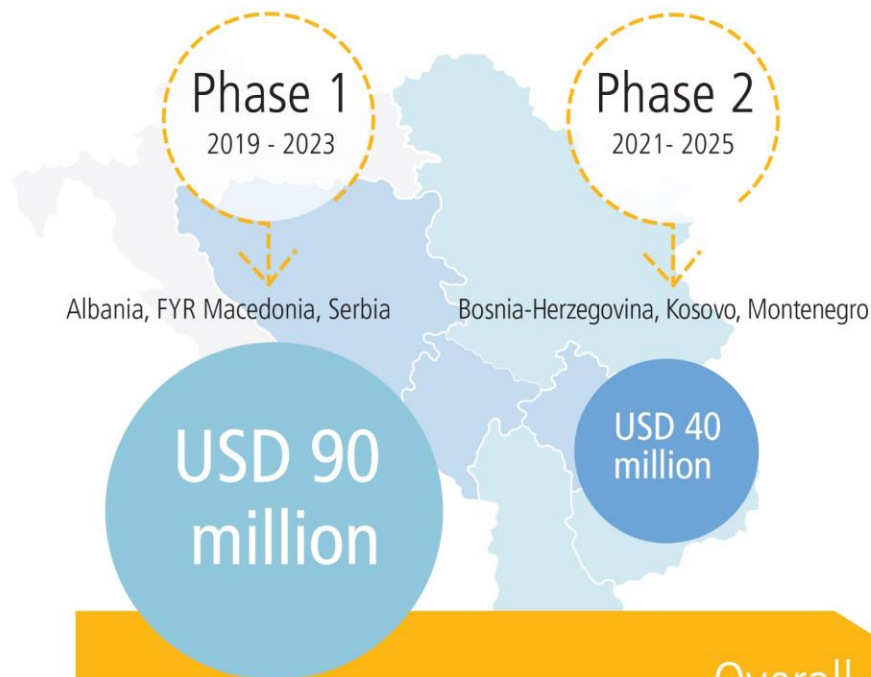 Phase 1
2019 - 2023
Phase 2
2021- 2025
Albania, FYR Macedonia, Serbia
Bosnia-Herzegovina, Kosovo, Montenegro
USD 90
million
USD 40
million
Overall